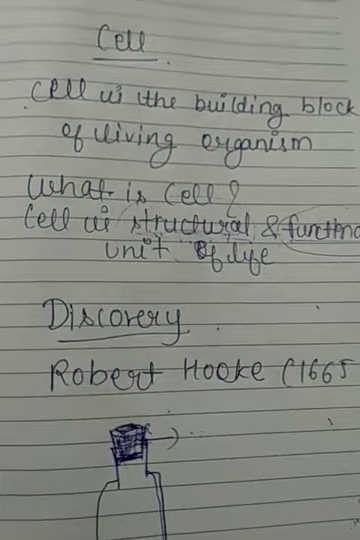 Cell
Cell is the building block
of living organism
What is Cell?
Cell is structural & functiona
unit of life
Discovery
Robert Hooke (1665